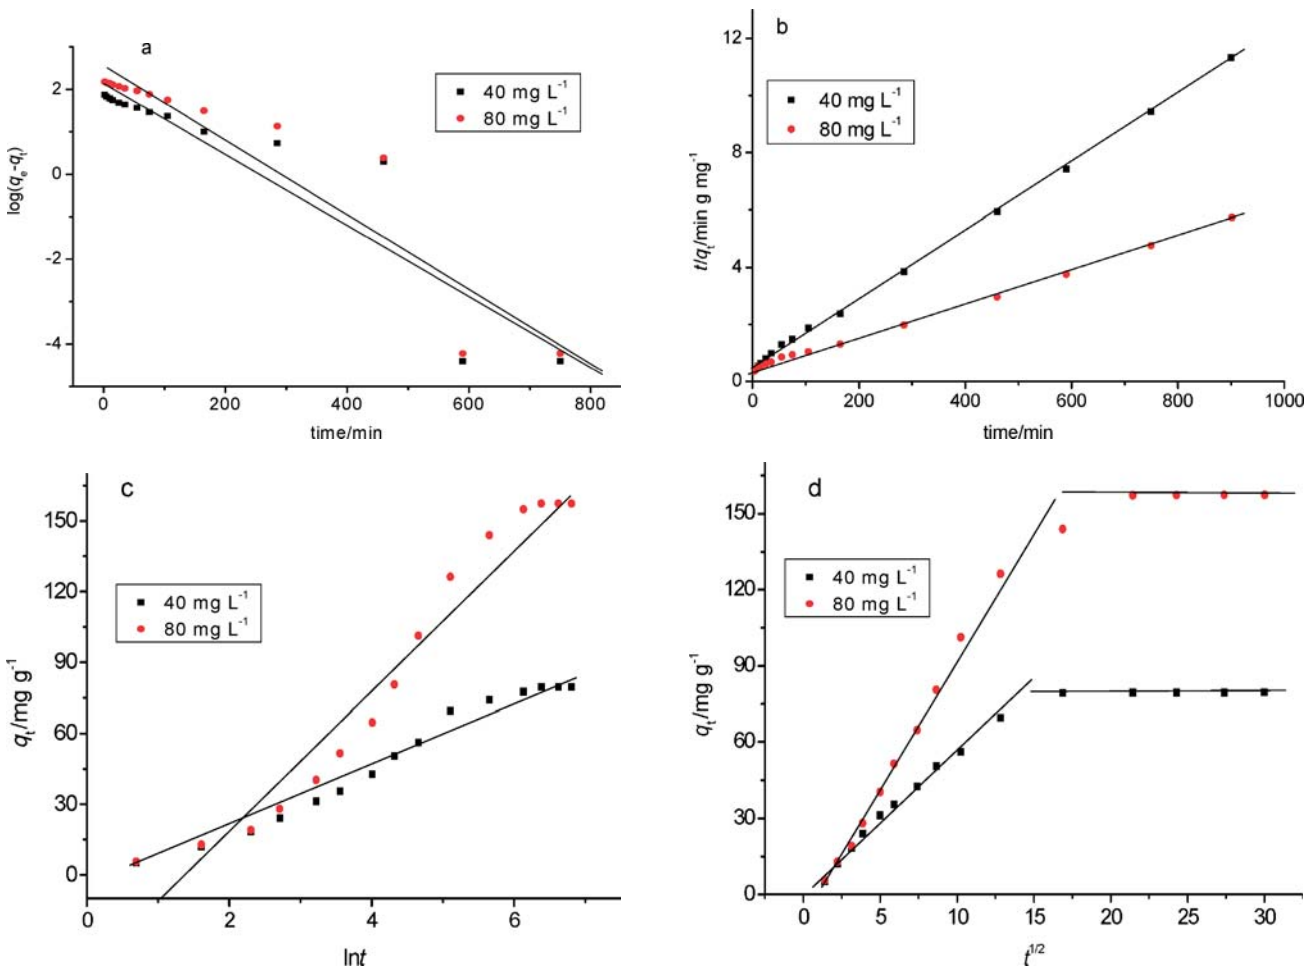 a
40 mg L⁻¹
80 mg L⁻¹
2
0
-2
-4
log(qₑ-qₜ)
0
200
400
600
800
time/min
b
40 mg L⁻¹
80 mg L⁻¹
12
8
4
0
t/qₜ/min g mg⁻¹
0
200
400
600
800
1000
time/min
c
40 mg L⁻¹
80 mg L⁻¹
150
120
90
60
30
0
qₜ/mg g⁻¹
0
2
4
6
lnt
d
40 mg L⁻¹
80 mg L⁻¹
150
120
90
60
30
0
qₜ/mg g⁻¹
0
5
10
15
20
25
30
t¹/²